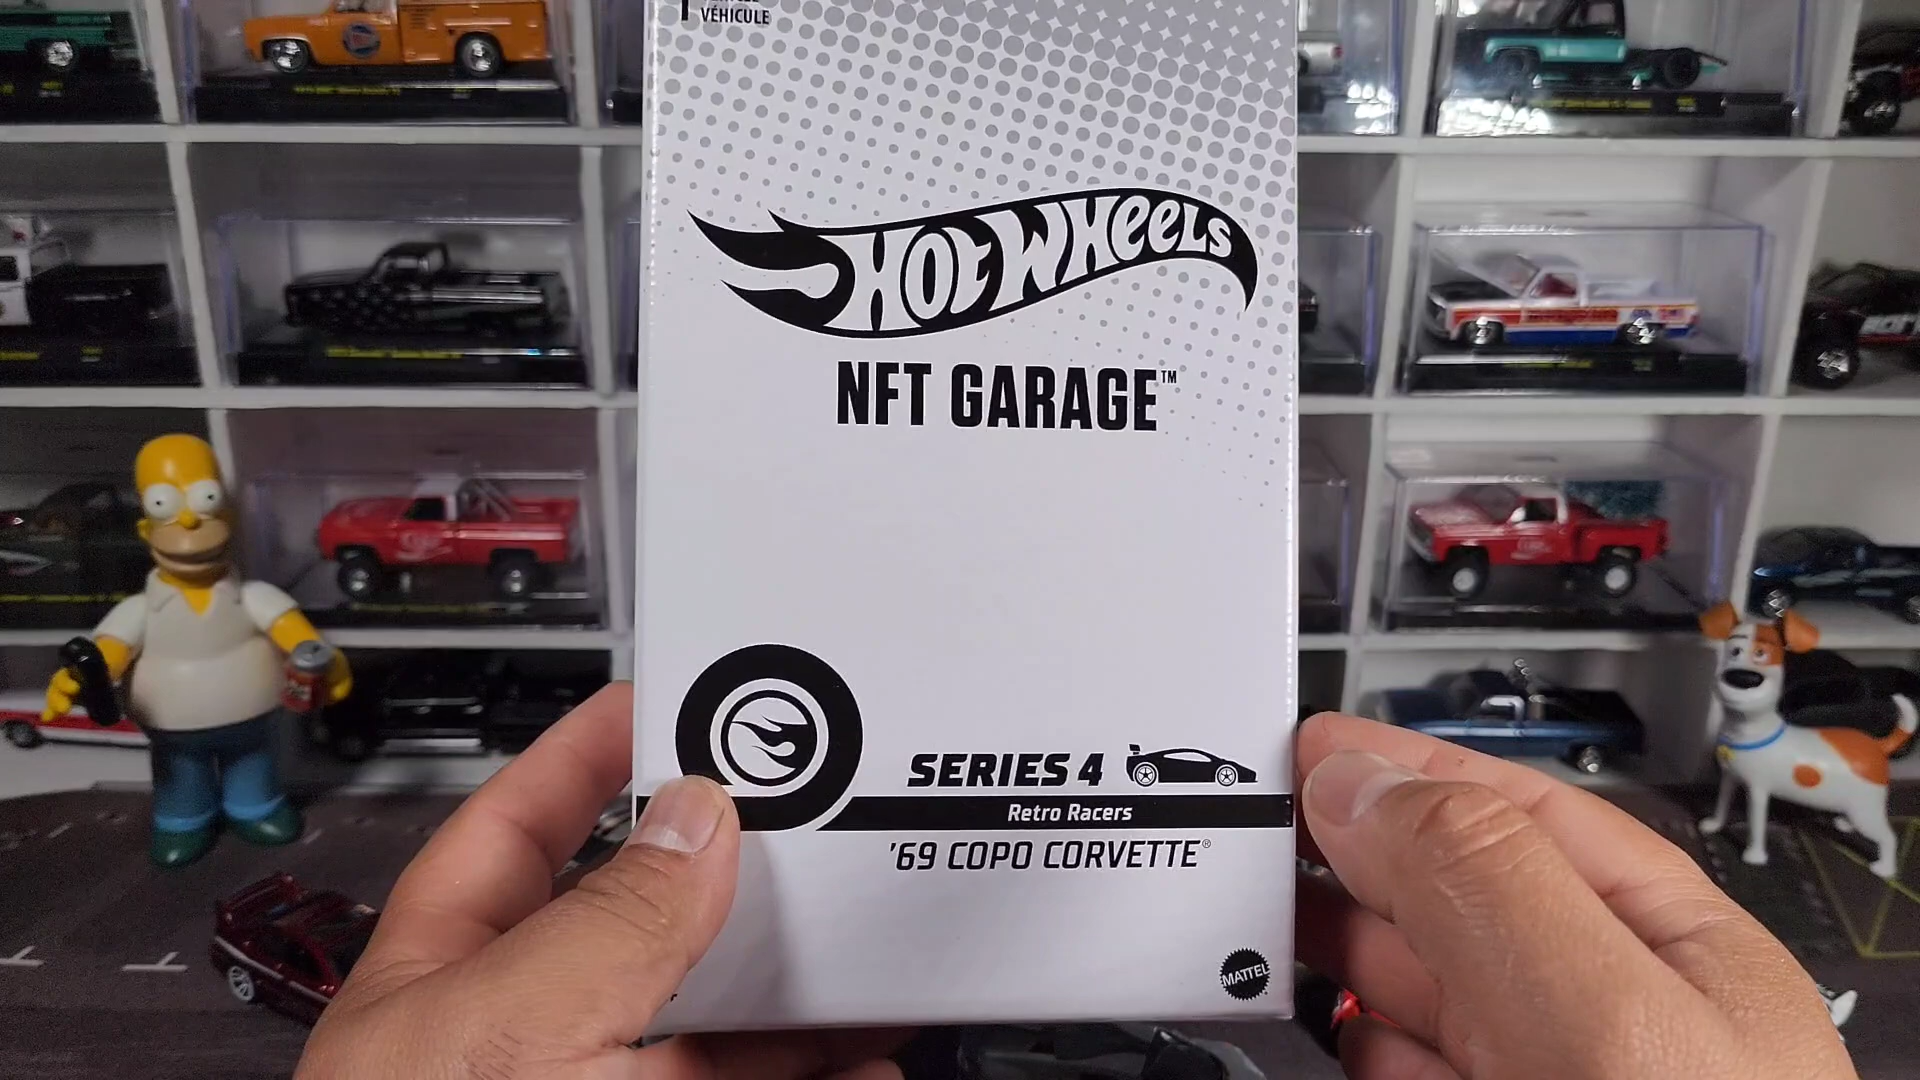 VÉHICULE
HOT WHEELS
NFT GARAGE™
SERIES 4
Retro Racers
'69 COPO CORVETTE®
MATTEL